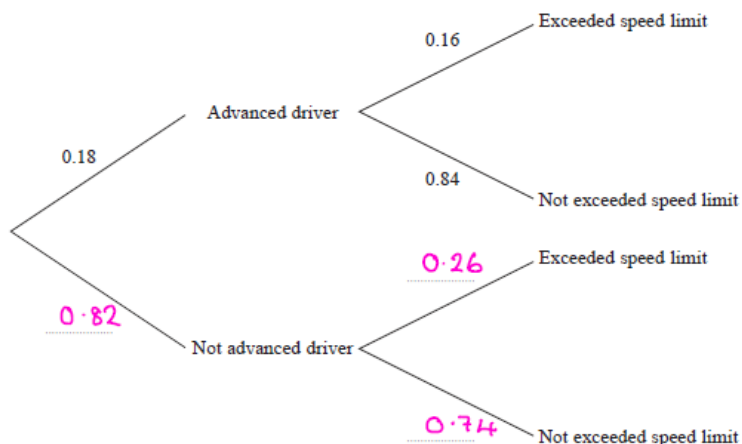 Exceeded speed limit
0.16
Advanced driver
0.18
0.84
Not exceeded speed limit
Exceeded speed limit
0.26
0.82
Not advanced driver
0.74
Not exceeded speed limit